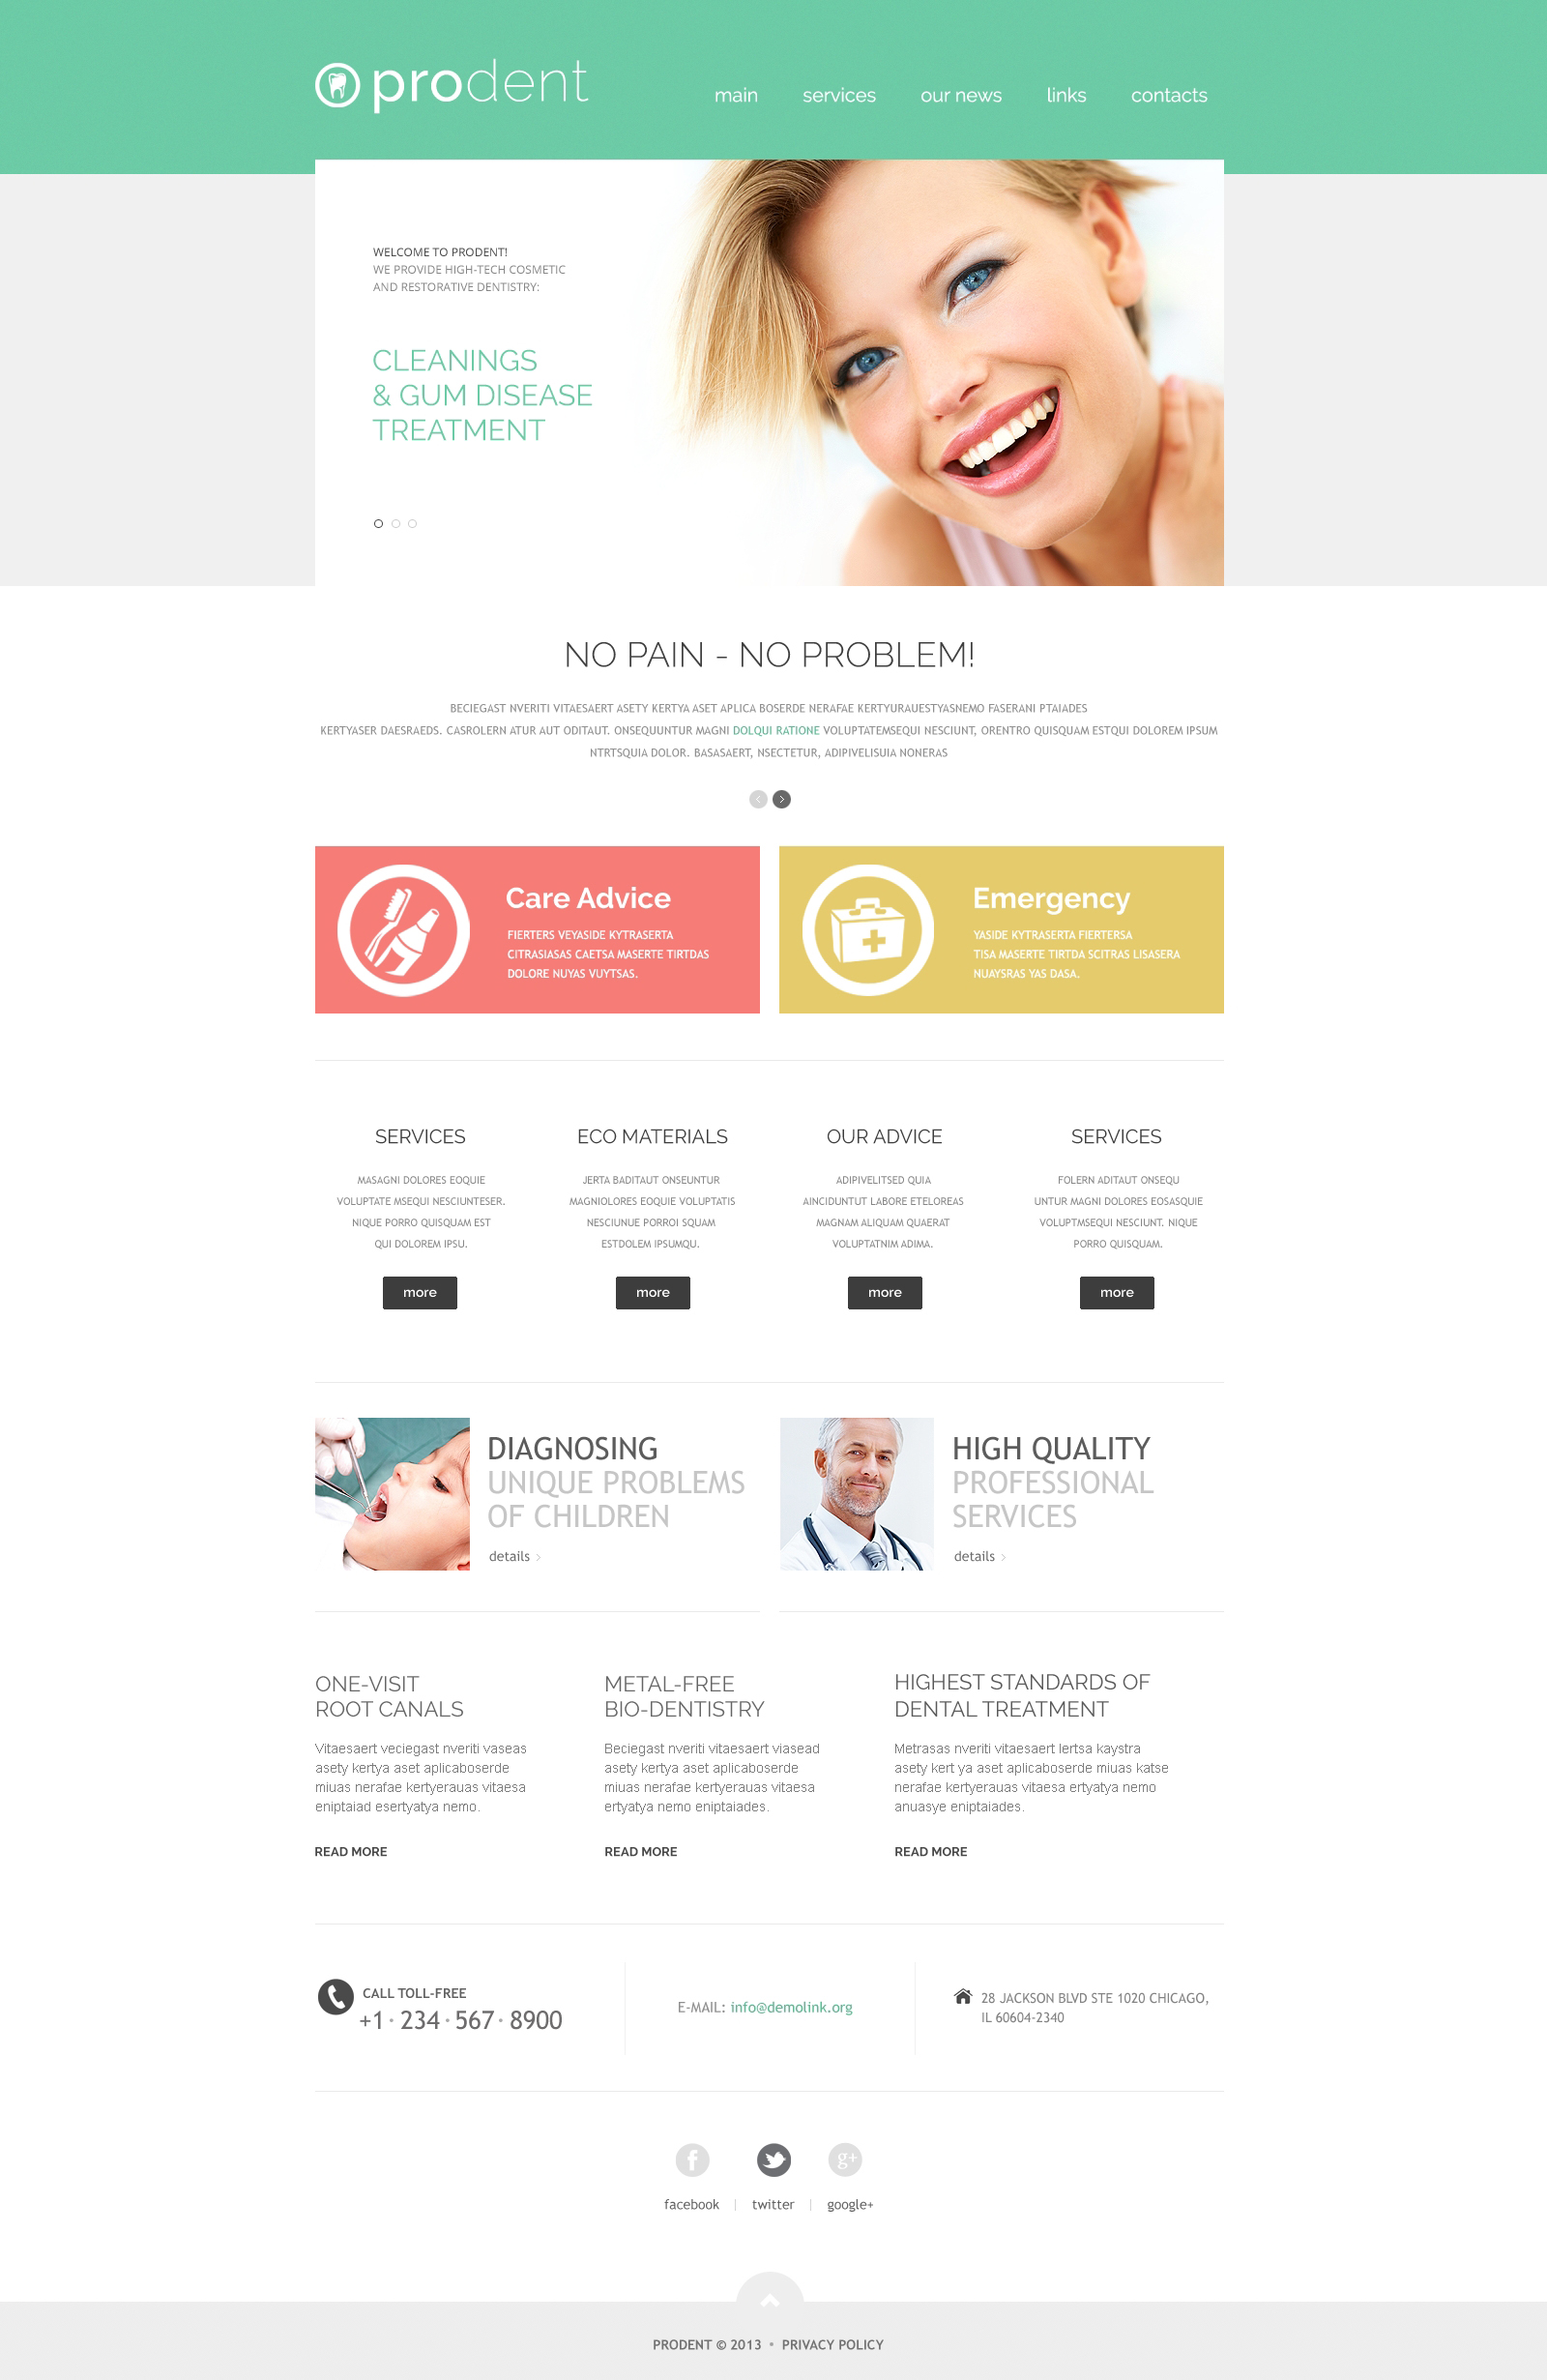 prodent
main services our news links contacts
WELCOME TO PRODENT!
WE PROVIDE HIGH-TECH COSMETIC
AND RESTORATIVE DENTISTRY:
CLEANINGS
& GUM DISEASE
TREATMENT
NO PAIN - NO PROBLEM!
BECIEGAST NVERITI VITAESAERT ASETY KERTYA ASET APLICA BOSERDE NERAFAE KERTYURAUESTYASNEMO FASERANI PTAIADES
KERTYASER DAESRAEDS. CASROLERN ATUR AUT ODITAUT. ONSEQUUNTUR MAGNI DOLQUI RATIONE VOLUPTATEMSEQUI NESCIUNT, ORENTRO QUISQUAM ESTQUI DOLOREM IPSUM
NTRTSQUIA DOLOR. BASASAERT, NSECTETUR, ADIPIVELISUIA NONERAS
Care Advice
FIERTERS VEYASIDE KYTRASERTA
CITRASIASAS CAETSA MASERTE TIRTDAS
DOLORE NUYAS VUYTSAS.
Emergency
YASIDE KYTRASERTA FIERTERSA
TISA MASERTE TIRTDA SCITRAS LISASERA
NUAYSRAS YAS DASA.
SERVICES
MASAGNI DOLORES EOQUIE
VOLUPTATE MSEQUI NESCIUNTESER.
NIQUE PORRO QUISQUAM EST
QUI DOLOREM IPSU.
more
ECO MATERIALS
JERTA BADITAUT ONSEUNTUR
MAGNIOLORES EOQUIE VOLUPTATIS
NESCIUNUE PORROI SQUAM
ESTDOLEM IPSUMQU.
more
OUR ADVICE
ADIPIVELITSED QUIA
AINCIDUNTUT LABORE ETELOREAS
MAGNAM ALIQUAM QUAERAT
VOLUPTATNIM ADIMA.
more
SERVICES
FOLERN ADITAUT ONSEQU
UNTUR MAGNI DOLORES EOSASQUIE
VOLUPTMSEQUI NESCIUNT. NIQUE
PORRO QUISQUAM.
more
DIAGNOSING
UNIQUE PROBLEMS
OF CHILDREN
details
HIGH QUALITY
PROFESSIONAL
SERVICES
details
ONE-VISIT
ROOT CANALS
Vitaesaert veciegast nveriti vaseas
asety kertya aset aplicaboserde
miuas nerafae kertyerauas vitaesa
eniptaiad esertyatya nemo.
READ MORE
METAL-FREE
BIO-DENTISTRY
Beciegast nveriti vitaesaert viasead
asety kertya aset aplicaboserde
miuas nerafae kertyerauas vitaesa
ertyatya nemo eniptaiades.
READ MORE
HIGHEST STANDARDS OF
DENTAL TREATMENT
Metrasas nveriti vitaesaert lertsa kaystra
asety kert ya aset aplicaboserde miuas katse
nerafae kertyerauas vitaesa ertyatya nemo
anuasye eniptaiades.
READ MORE
CALL TOLL-FREE
+1 · 234 · 567 · 8900
E-MAIL: info@demolink.org
28 JACKSON BLVD STE 1020 CHICAGO,
IL 60604-2340
f g+
facebook | twitter | google+
PRODENT © 2013 • PRIVACY POLICY